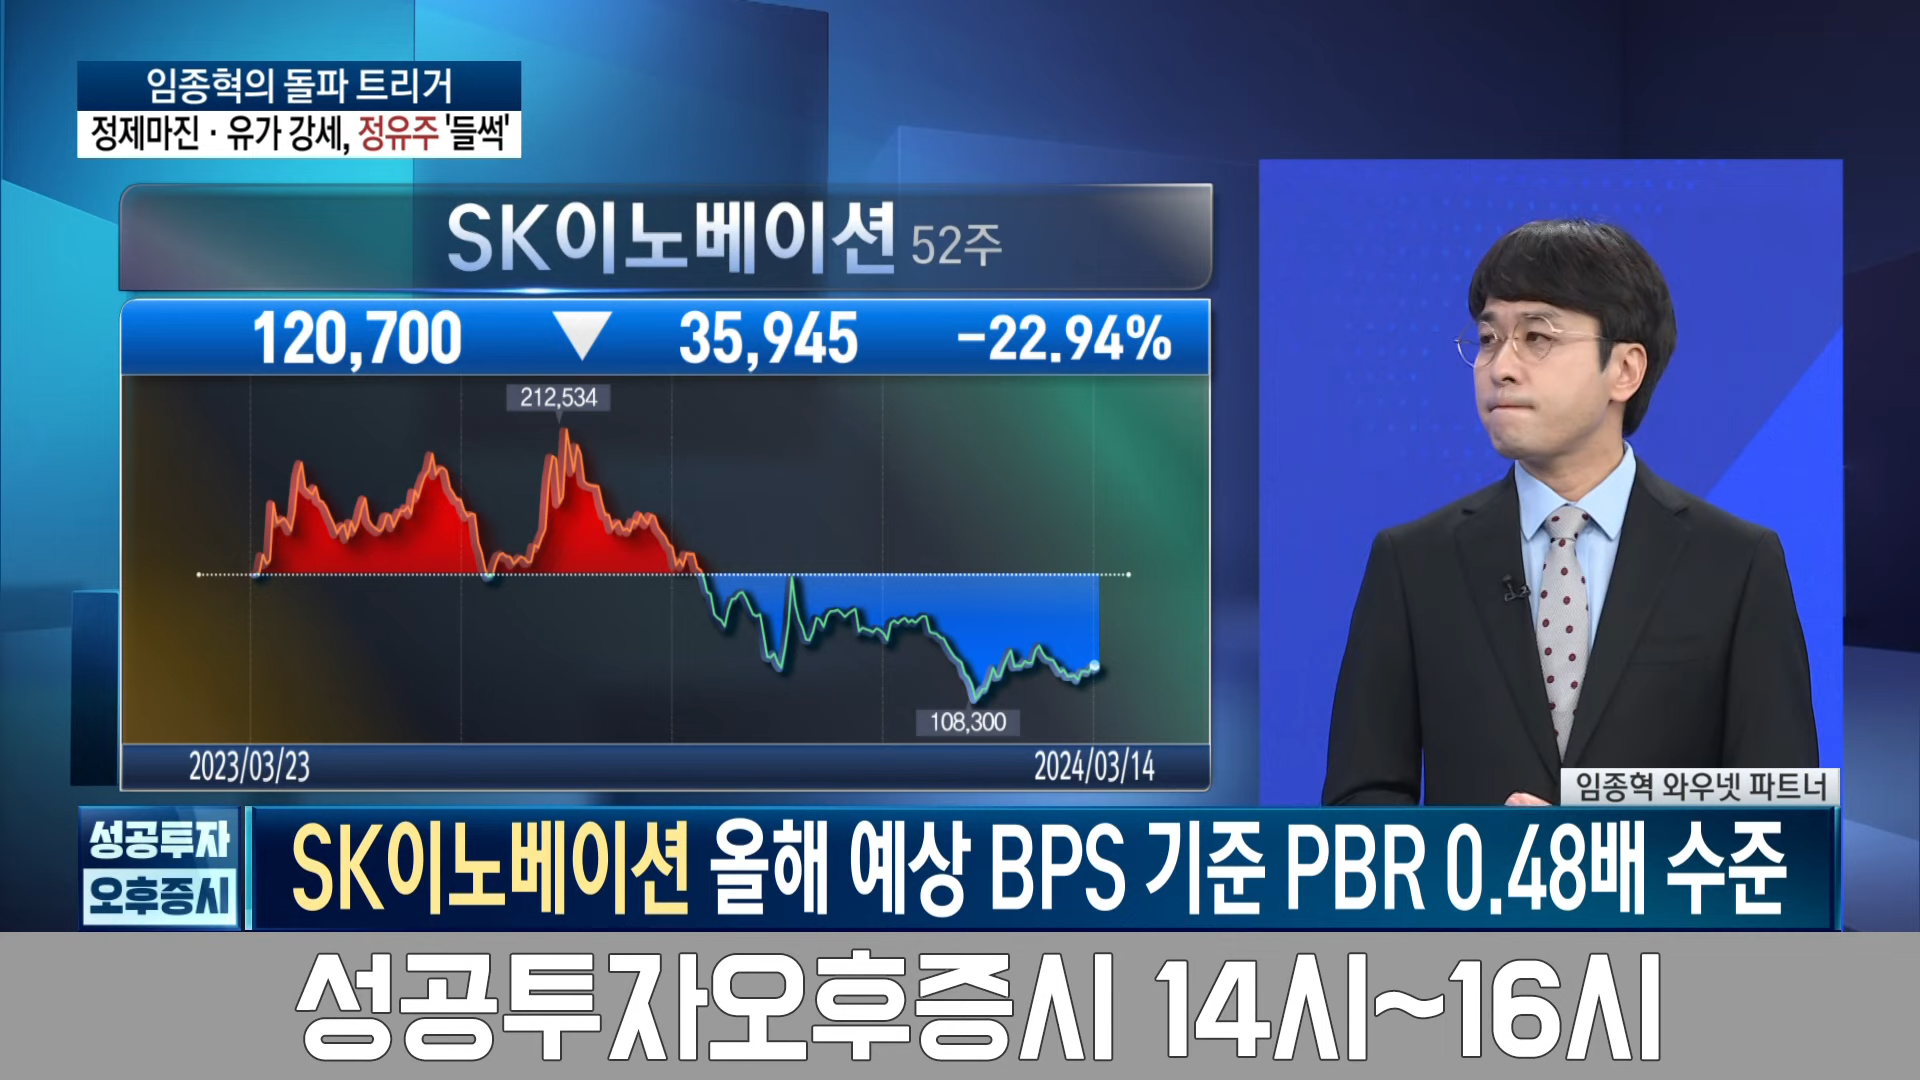 임종혁의 돌파 트리거
정제마진·유가 강세, 정유주 '들썩'
SK이노베이션 52주
120,700 ▼ 35,945 -22.94%
212,534
108,300
2023/03/23 2024/03/14
임종혁 와우넷 파트너
성공투자
오후증시
SK이노베이션 올해 예상 BPS 기준 PBR 0.48배 수준
성공투자오후증시 14시~16시